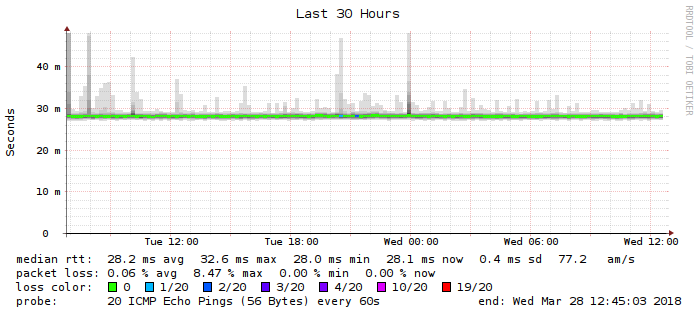 Last 30 Hours
RRDTOOL / TOBI OETIKER
Seconds
40 m
30 m
20 m
10 m
0
Tue 12:00 Tue 18:00 Wed 00:00 Wed 06:00 Wed 12:00
median rtt: 28.2 ms avg 32.6 ms max 28.0 ms min 28.1 ms now 0.4 ms sd 77.2 am/s
packet loss: 0.06 % avg 8.47 % max 0.00 % min 0.00 % now
loss color: 0 1/20 2/20 3/20 4/20 10/20 19/20
probe: 20 ICMP Echo Pings (56 Bytes) every 60s end: Wed Mar 28 12:45:03 2018